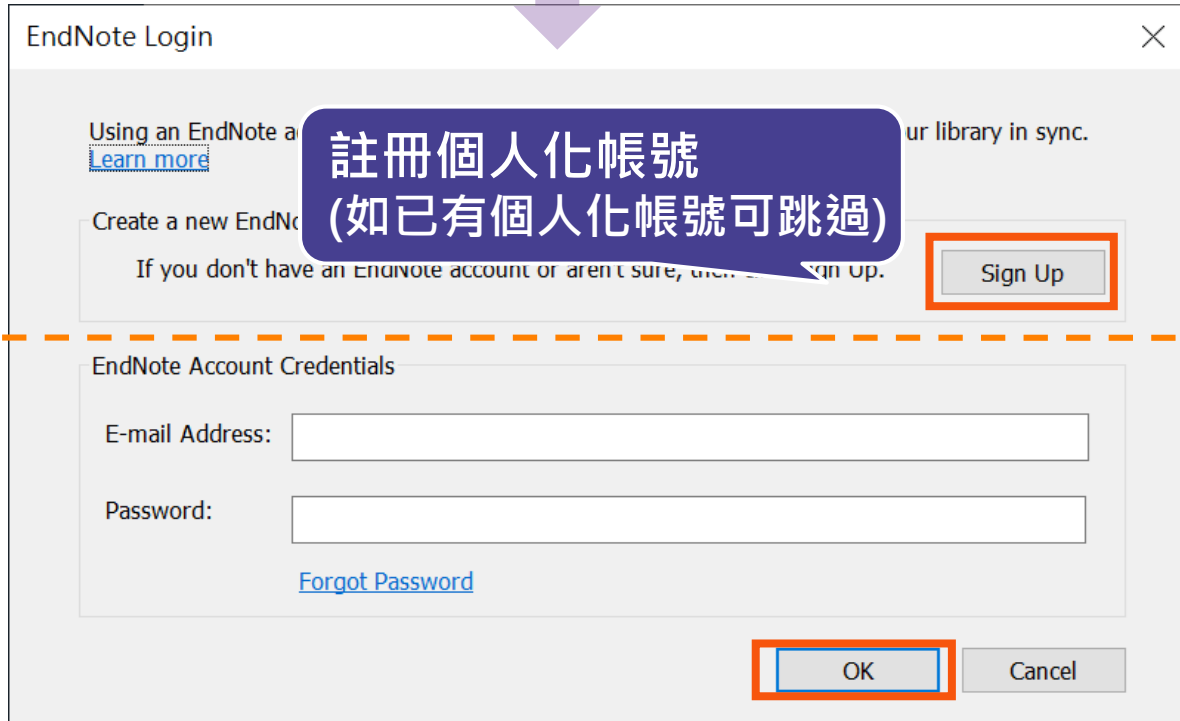 EndNote Login
Using an EndNote a ur library in sync.
Learn more
註冊個人化帳號
(如已有個人化帳號可跳過)
Create a new EndN
If you don't have an EndNote account or aren't sure, then Up.
Sign Up
EndNote Account Credentials
E-mail Address:
Password:
Forgot Password
OK Cancel